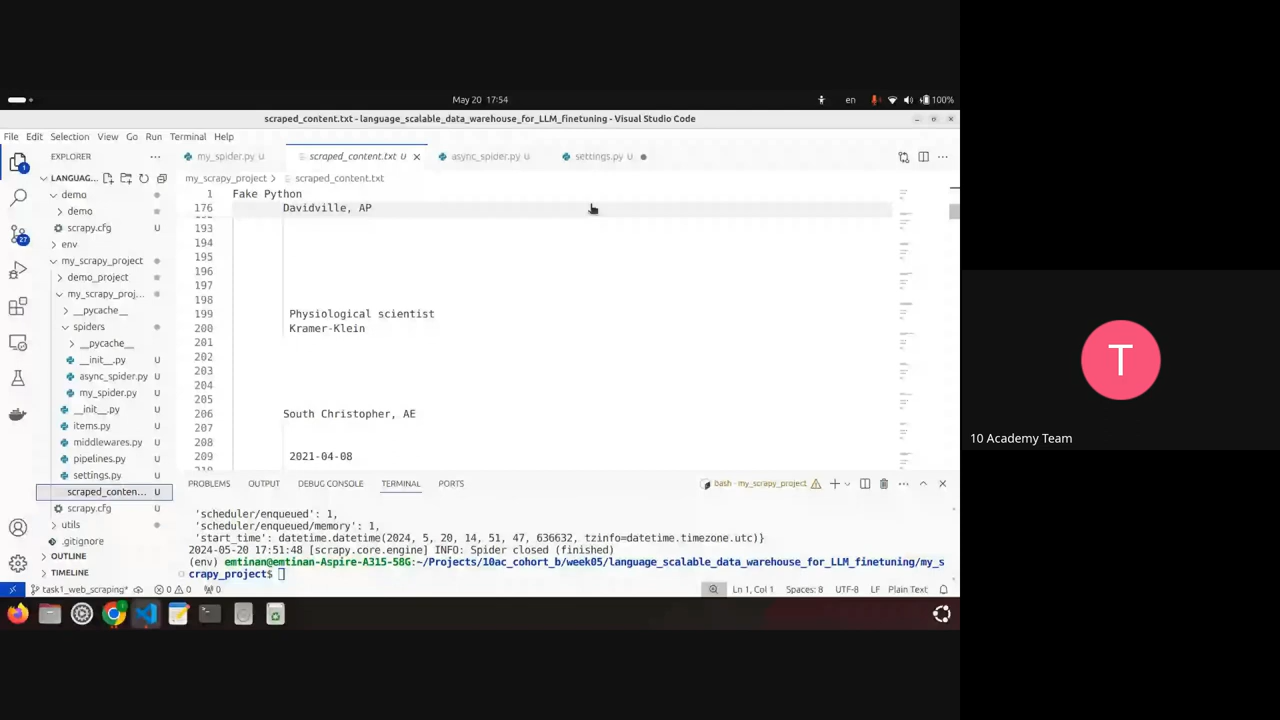 May 20 17:54
en
100%
scraped_content.txt - language_scalable_data_warehouse_for_LLM_finetuning - Visual Studio Code
File Edit Selection View Go Run Terminal Help
EXPLORER
my_spider.py U
scraped_content.txt U
async_spider.py U
settings.py U
LANGUAG...
my_scrapy_project > scraped_content.txt
demo
demo
scrapy.cfg U
env
my_scrapy_project
demo_project
my_scrapy_proj...
__pycache__
spiders
__pycache__
__init__.py U
async_spider.py U
my_spider.py U
__init__.py U
items.py U
middlewares.py U
pipelines.py U
settings.py U
scraped_conten... U
scrapy.cfg U
utils
.gitignore
OUTLINE
TIMELINE
1 Fake Python
176 Davidville, AP
194
195
196
197
198
199 Physiological scientist
200 Kramer-Klein
201
202
203
204
205
206 South Christopher, AE
207
208
209 2021-04-08
PROBLEMS OUTPUT DEBUG CONSOLE TERMINAL PORTS
bash - my_scrapy_project
'scheduler/enqueued': 1,
'scheduler/enqueued/memory': 1,
'start_time': datetime.datetime(2024, 5, 20, 14, 51, 47, 636632, tzinfo=datetime.timezone.utc)}
2024-05-20 17:51:48 [scrapy.core.engine] INFO: Spider closed (finished)
(env) emtinan@emtinan-Aspire-A315-58G:~/Projects/10ac_cohort_b/week05/language_scalable_data_warehouse_for_LLM_finetuning/my_s
crapy_project$
task1_web_scraping* 0 0 0
Ln 1, Col 1 Spaces: 8 UTF-8 LF Plain Text
1
27
T
10 Academy Team